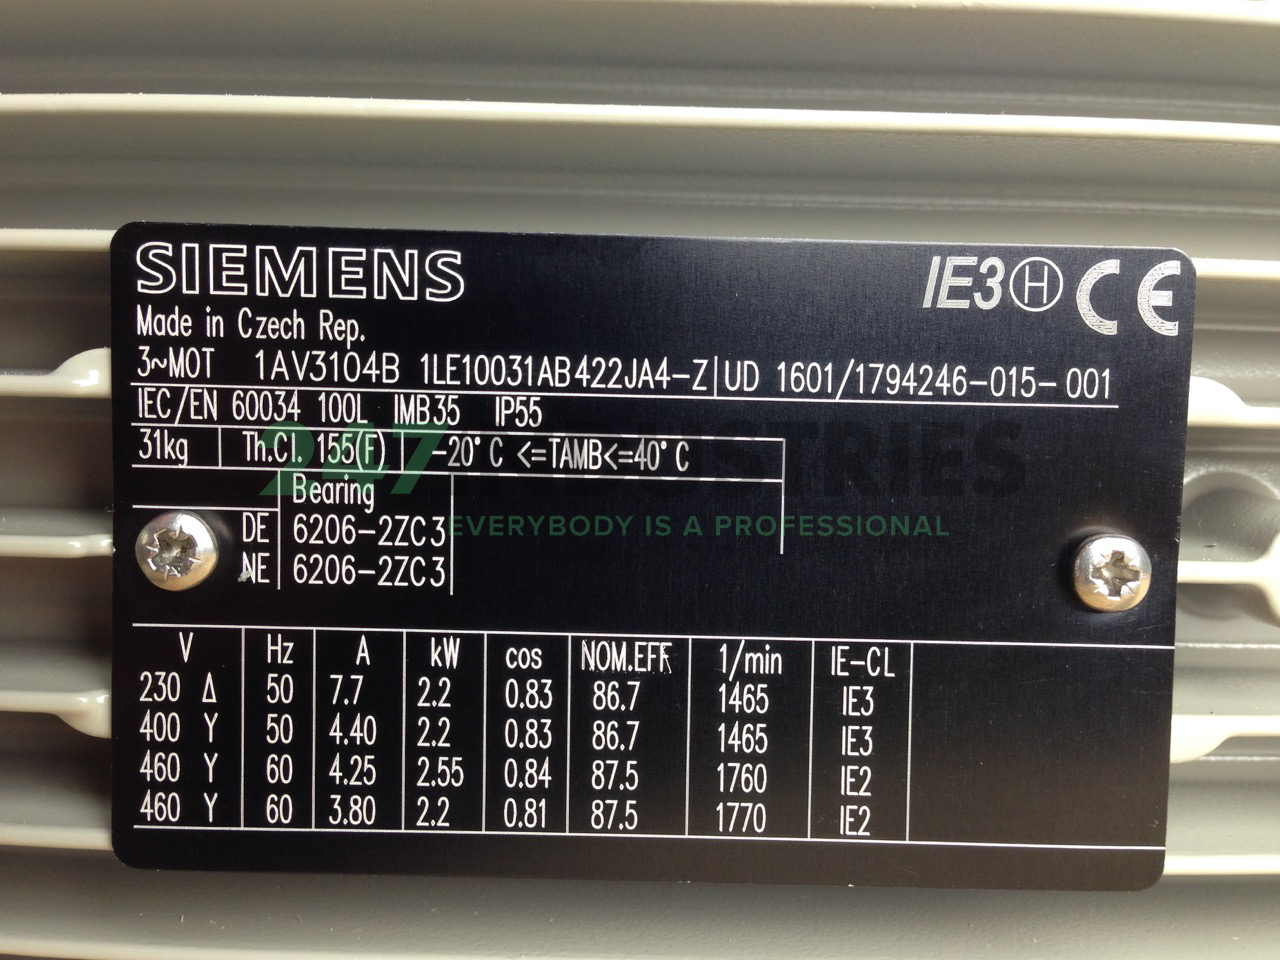 SIEMENS
IE3 H CE
Made in Czech Rep.
3~MOT 1AV3104B 1LE10031AB422JA4-Z UD 1601/1794246-015-001
IEC/EN 60034 100L IMB35 IP55
31kg Th.Cl. 155(F) -20° C <=TAMB<=40° C
247 INDUSTRIES
Bearing
EVERYBODY IS A PROFESSIONAL
DE 6206-2ZC3
NE 6206-2ZC3
V Hz A kW cos NOM.EFF 1/min IE-CL
230 Δ 50 7.7 2.2 0.83 86.7 1465 IE3
400 Y 50 4.40 2.2 0.83 86.7 1465 IE3
460 Y 60 4.25 2.55 0.84 87.5 1760 IE2
460 Y 60 3.80 2.2 0.81 87.5 1770 IE2